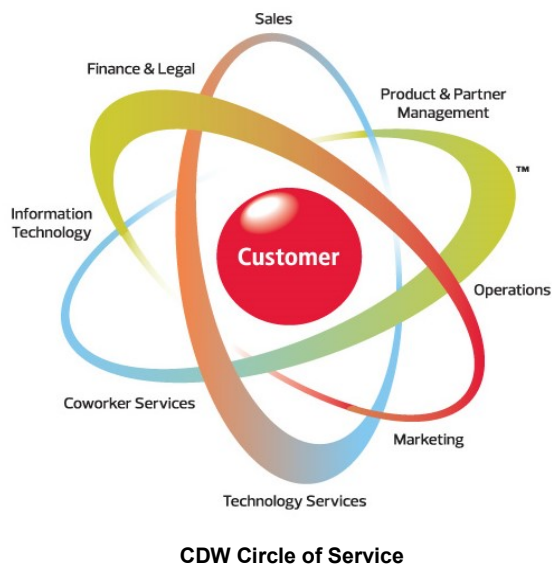 Sales
Finance & Legal
Product & Partner
Management
™
Information
Technology
Customer
Operations
Coworker Services
Marketing
Technology Services
CDW Circle of Service